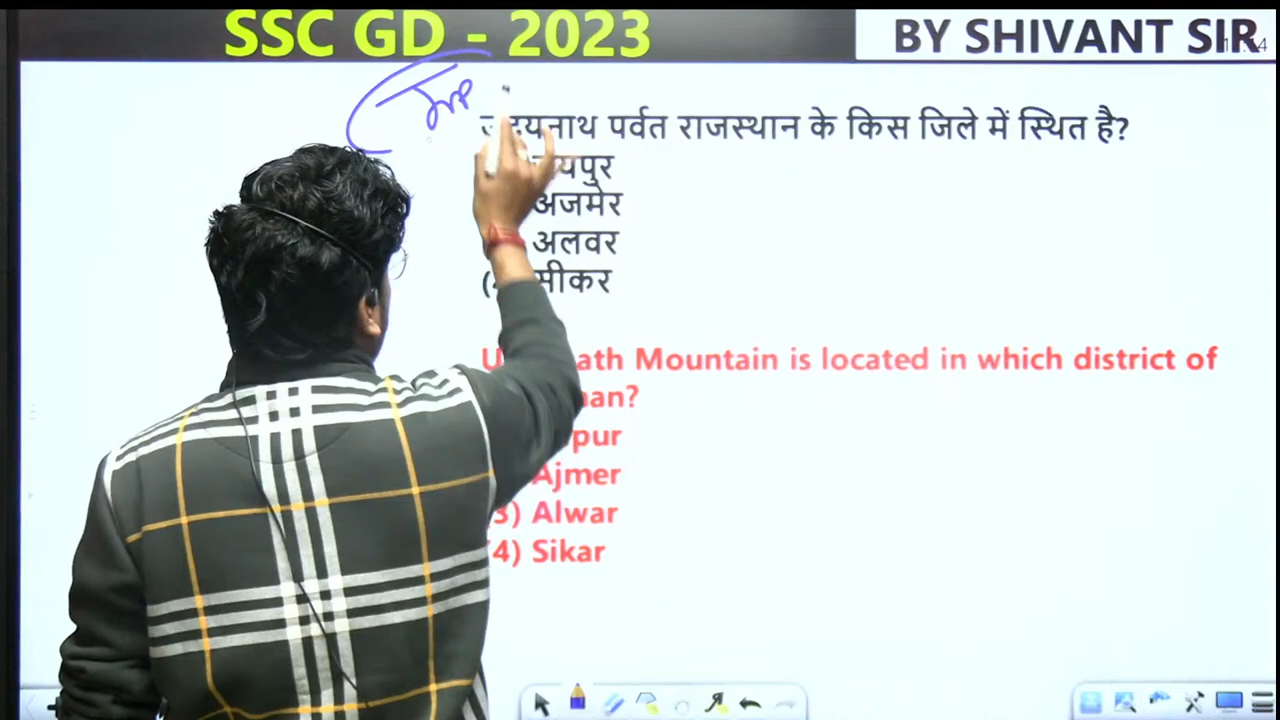 SSC GD - 2023
BY SHIVANT SIR
Imp
पर्वत राजस्थान के किस जिले में स्थित है?
अजमेर
अलवर
सीकर
Mountain is located in which district of
Ajmer
(3) Alwar
(4) Sikar